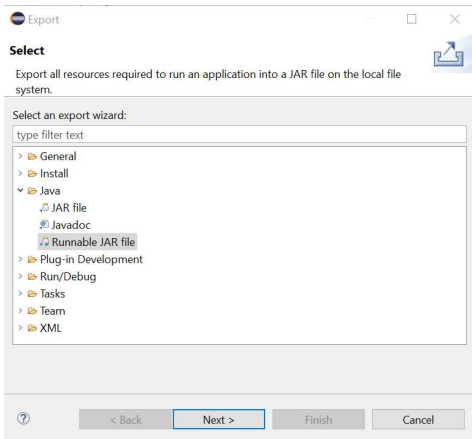 Export
Select
Export all resources required to run an application into a JAR file on the local file
system.
Select an export wizard:
type filter text
General
Install
Java
JAR file
Javadoc
Runnable JAR file
Plug-in Development
Run/Debug
Tasks
Team
XML
< Back Next > Finish Cancel